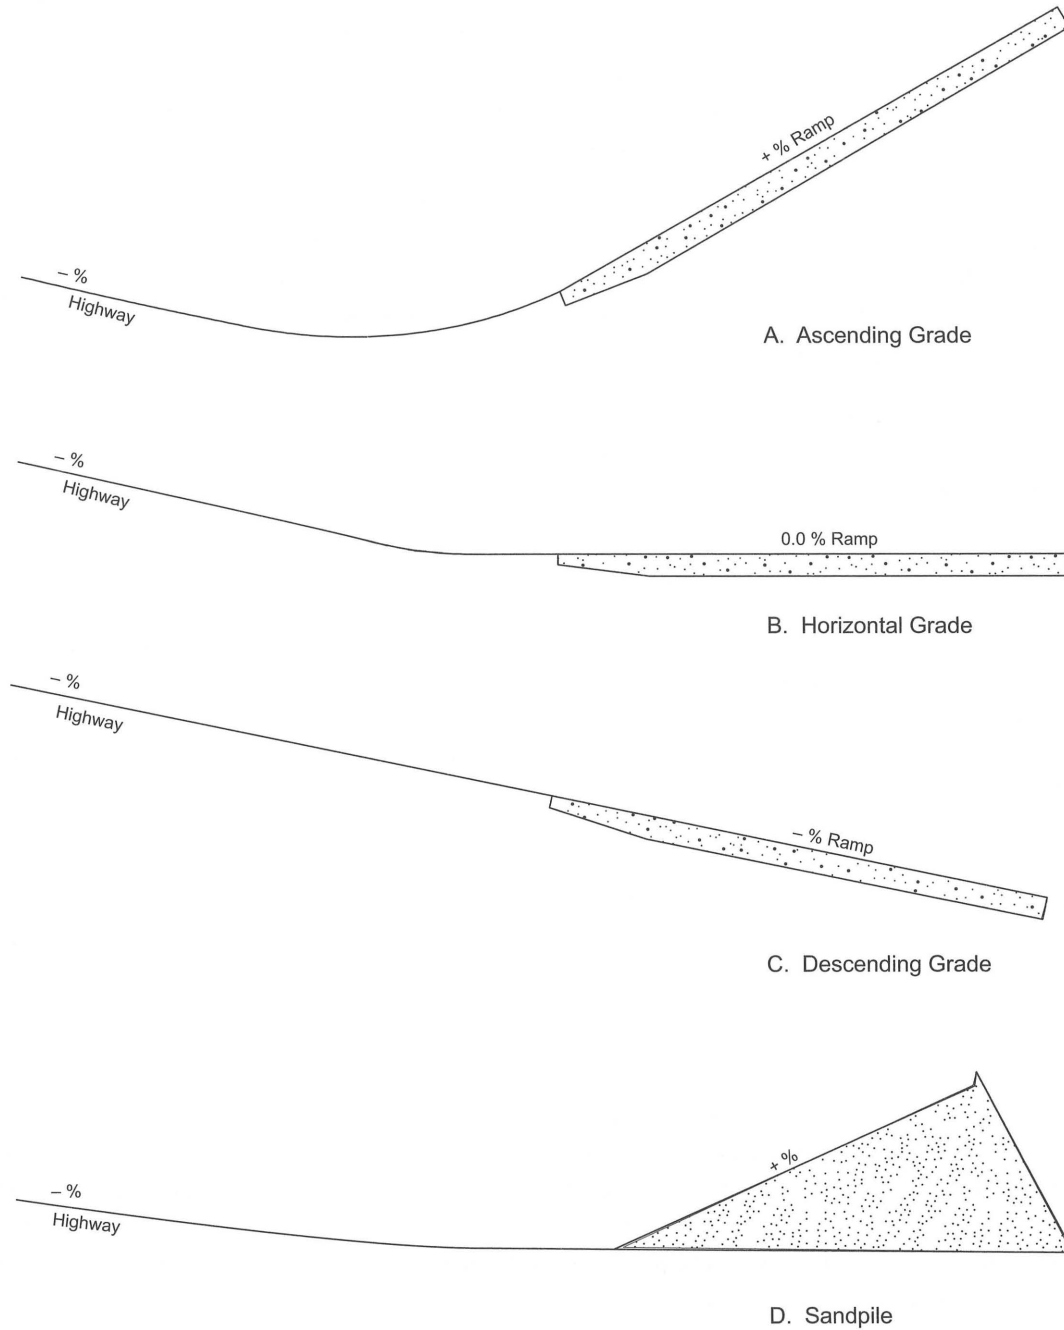 + % Ramp
– %
Highway
A.  Ascending Grade
– %
Highway
0.0 % Ramp
B.  Horizontal Grade
– %
Highway
– % Ramp
C.  Descending Grade
+ %
– %
Highway
D.  Sandpile